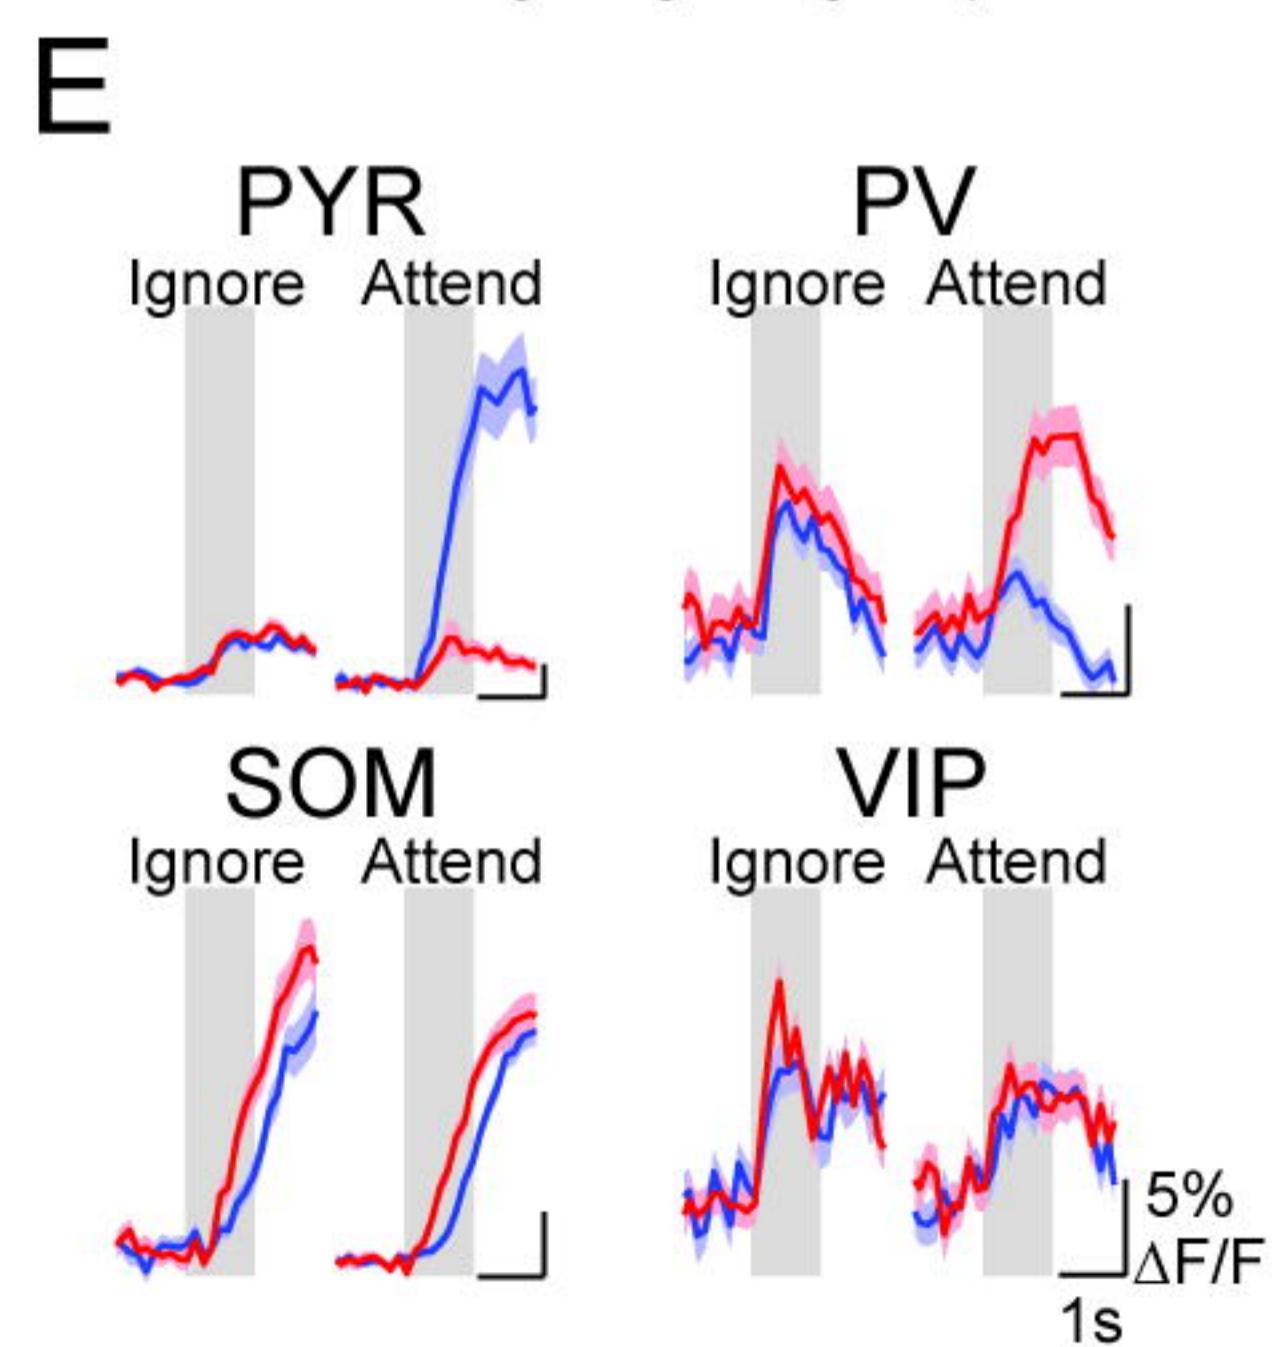 E
PYR
PV
Ignore Attend
Ignore Attend
SOM
VIP
Ignore Attend
Ignore Attend
5%
ΔF/F
1s